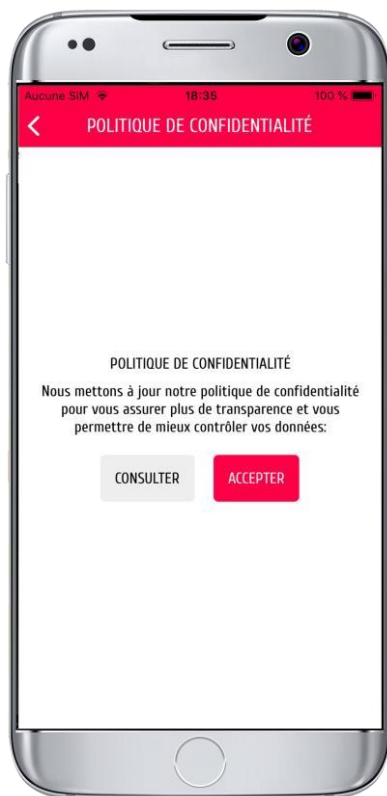 Aucune SIM 18:35 100 %
POLITIQUE DE CONFIDENTIALITÉ
POLITIQUE DE CONFIDENTIALITÉ
Nous mettons à jour notre politique de confidentialité
pour vous assurer plus de transparence et vous
permettre de mieux contrôler vos données:
CONSULTER ACCEPTER